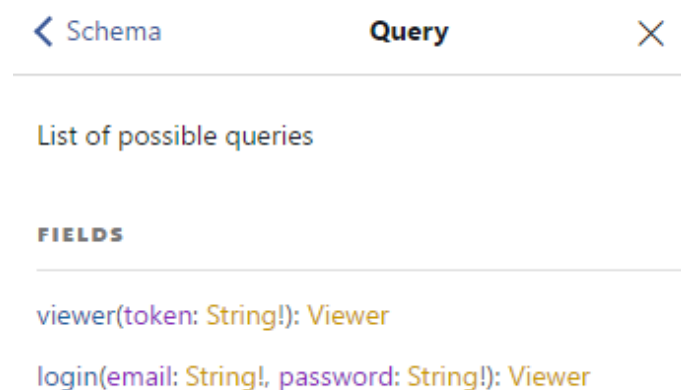 Schema Query
List of possible queries
FIELDS
viewer(token: String!): Viewer
login(email: String!, password: String!): Viewer